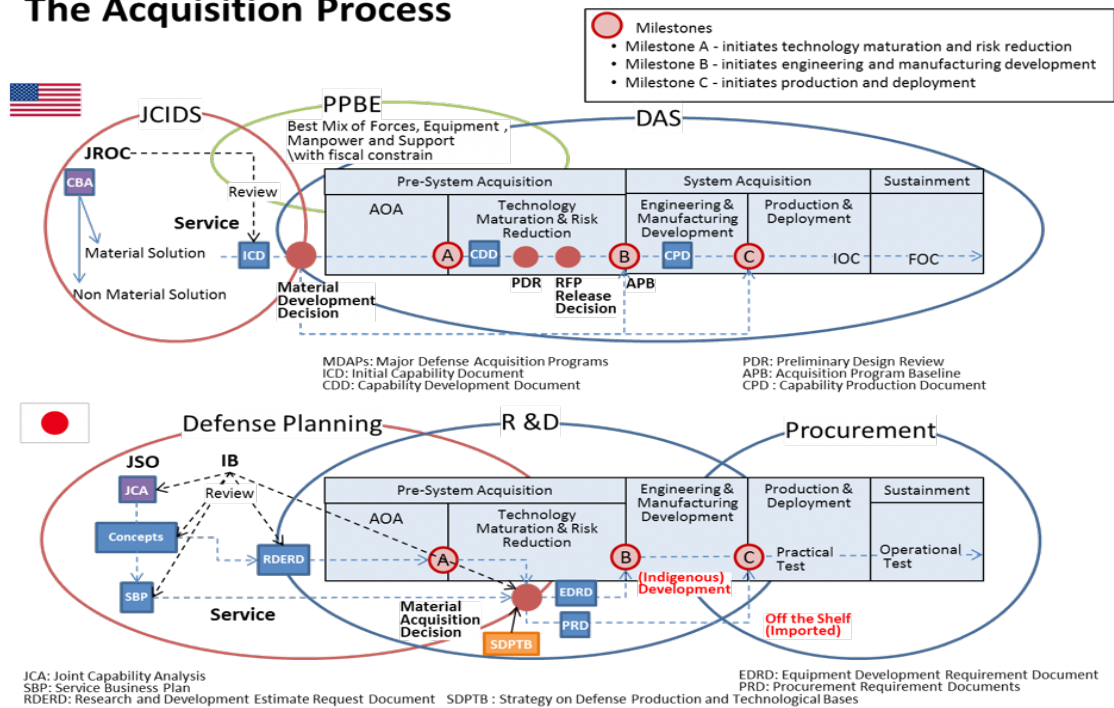 The Acquisition Process
Milestones
• Milestone A - initiates technology maturation and risk reduction
• Milestone B - initiates engineering and manufacturing development
• Milestone C - initiates production and deployment
JCIDS
PPBE
DAS
Best Mix of Forces, Equipment ,
Manpower and Support
\with fiscal constrain
JROC
CBA
Review
Service
Material Solution
Non Material Solution
ICD
Material
Development
Decision
Pre-System Acquisition
System Acquisition
Sustainment
AOA
Technology
Maturation & Risk
Reduction
Engineering &
Manufacturing
Development
Production &
Deployment
A
CDD
B
CPD
C
IOC
FOC
PDR
RFP
Release
Decision
APB
MDAPs: Major Defense Acquisition Programs
ICD: Initial Capability Document
CDD: Capability Development Document
PDR: Preliminary Design Review
APB: Acquisition Program Baseline
CPD : Capability Production Document
Defense Planning
R &D
Procurement
JSO
IB
JCA
Review
Concepts
SBP
RDERD
Service
Pre-System Acquisition
Engineering &
Manufacturing
Development
Production &
Deployment
Sustainment
AOA
Technology
Maturation & Risk
Reduction
A
B
C
Practical
Test
Operational
Test
Material
Acquisition
Decision
EDRD
PRD
SDPTB
(Indigenous)
Development
Off the Shelf
(Imported)
JCA: Joint Capability Analysis
SBP: Service Business Plan
RDERD: Research and Development Estimate Request Document SDPTB : Strategy on Defense Production and Technological Bases
EDRD: Equipment Development Requirement Document
PRD: Procurement Requirement Documents